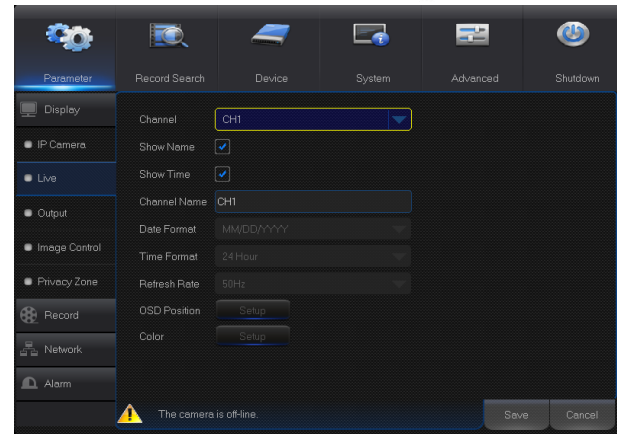 Parameter
Record Search
Device
System
Advanced
Shutdown
Display
IP Camera
Live
Output
Image Control
Privacy Zone
Record
Network
Alarm
Channel CH1
Show Name
Show Time
Channel Name CH1
Date Format MM/DD/YYYY
Time Format 24 Hour
Refresh Rate 50Hz
OSD Position Setup
Color Setup
The camera is off-line.
Save
Cancel